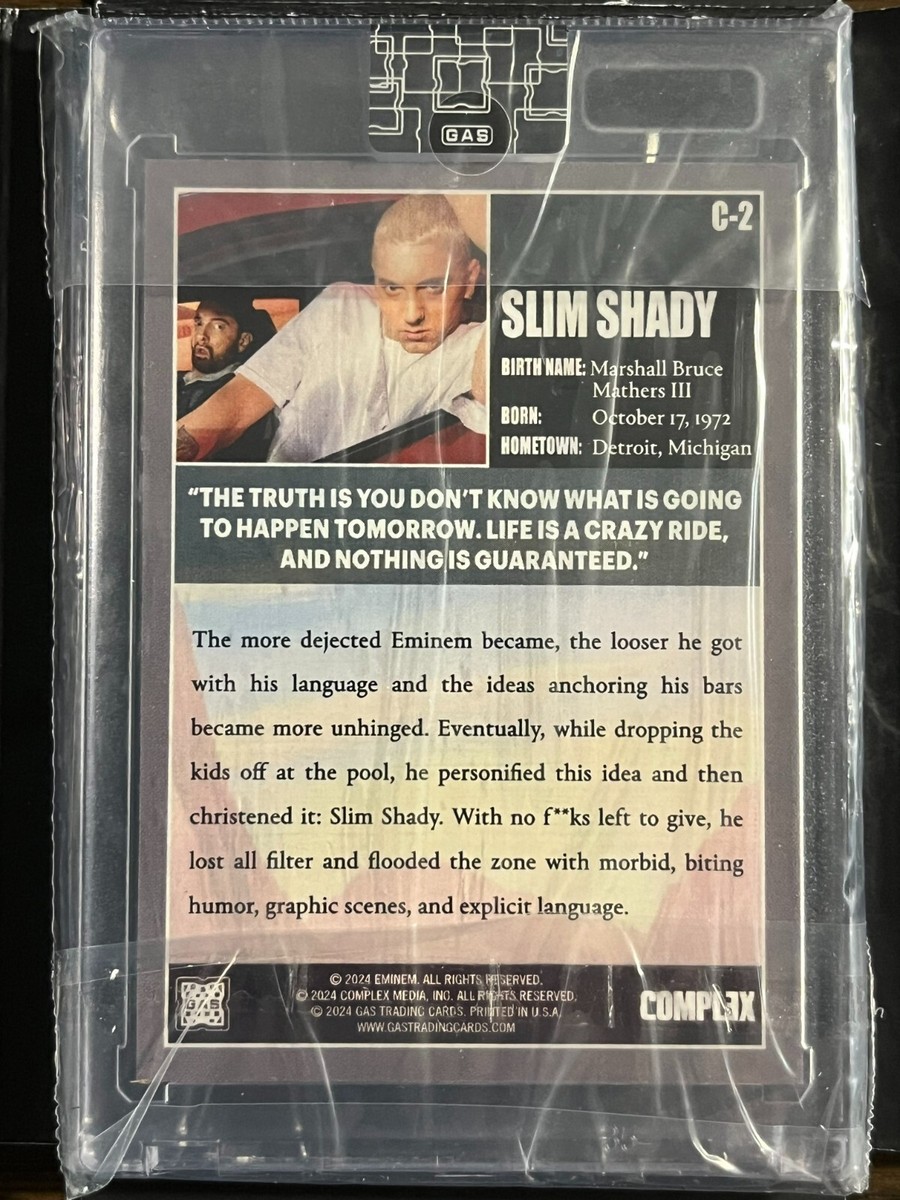 GAS
C-2
SLIM SHADY
BIRTH NAME: Marshall Bruce
Mathers III
BORN: October 17, 1972
HOMETOWN: Detroit, Michigan
“THE TRUTH IS YOU DON’T KNOW WHAT IS GOING
TO HAPPEN TOMORROW. LIFE IS A CRAZY RIDE,
AND NOTHING IS GUARANTEED.”
The more dejected Eminem became, the looser he got
with his language and the ideas anchoring his bars
became more unhinged. Eventually, while dropping the
kids off at the pool, he personified this idea and then
christened it: Slim Shady. With no f**ks left to give, he
lost all filter and flooded the zone with morbid, biting
humor, graphic scenes, and explicit language.
© 2024 EMINEM. ALL RIGHTS RESERVED.
© 2024 COMPLEX MEDIA, INC. ALL RIGHTS RESERVED.
© 2024 GAS TRADING CARDS. PRINTED IN U.S.A.
WWW.GASTRADINGCARDS.COM
GAS
COMPLEX